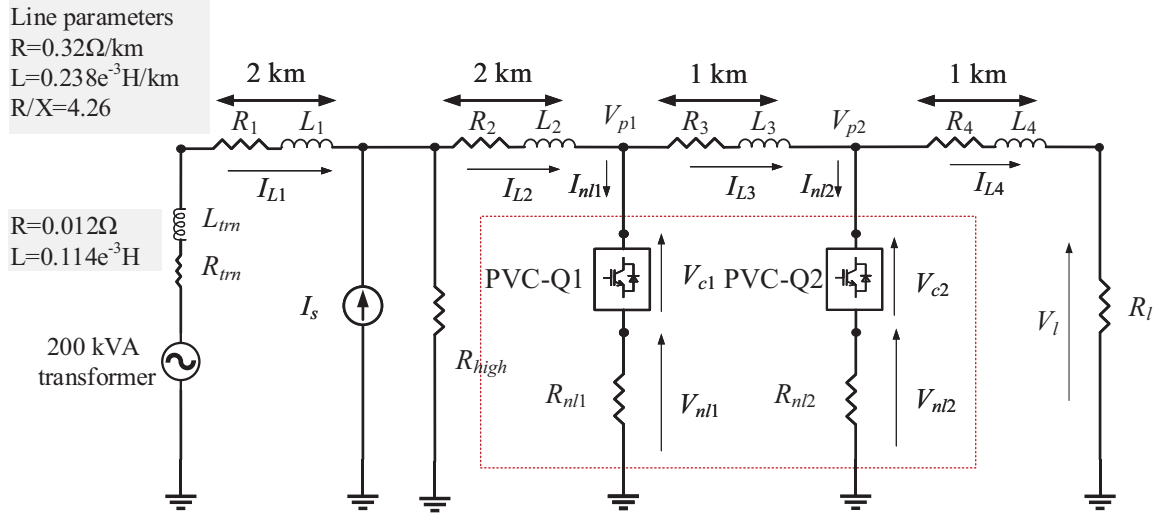 Line parameters
R=0.32Ω/km
L=0.238e⁻³H/km
R/X=4.26
2 km
2 km
1 km
1 km
R₁
L₁
R₂
L₂
Vₚ₁
R₃
L₃
Vₚ₂
R₄
L₄
I_L1
I_L2
I_nl1
I_L3
I_nl2
I_L4
R=0.012Ω
L=0.114e⁻³H
L_trn
R_trn
PVC-Q1
V_c1
PVC-Q2
V_c2
I_s
V_l
R_l
200 kVA
transformer
R_high
R_nl1
V_nl1
R_nl2
V_nl2